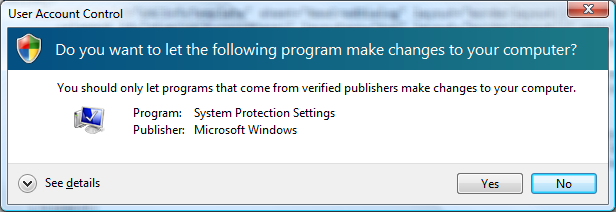 User Account Control
Do you want to let the following program make changes to your computer?
You should only let programs that come from verified publishers make changes to your computer.
Program: System Protection Settings
Publisher: Microsoft Windows
See details Yes No